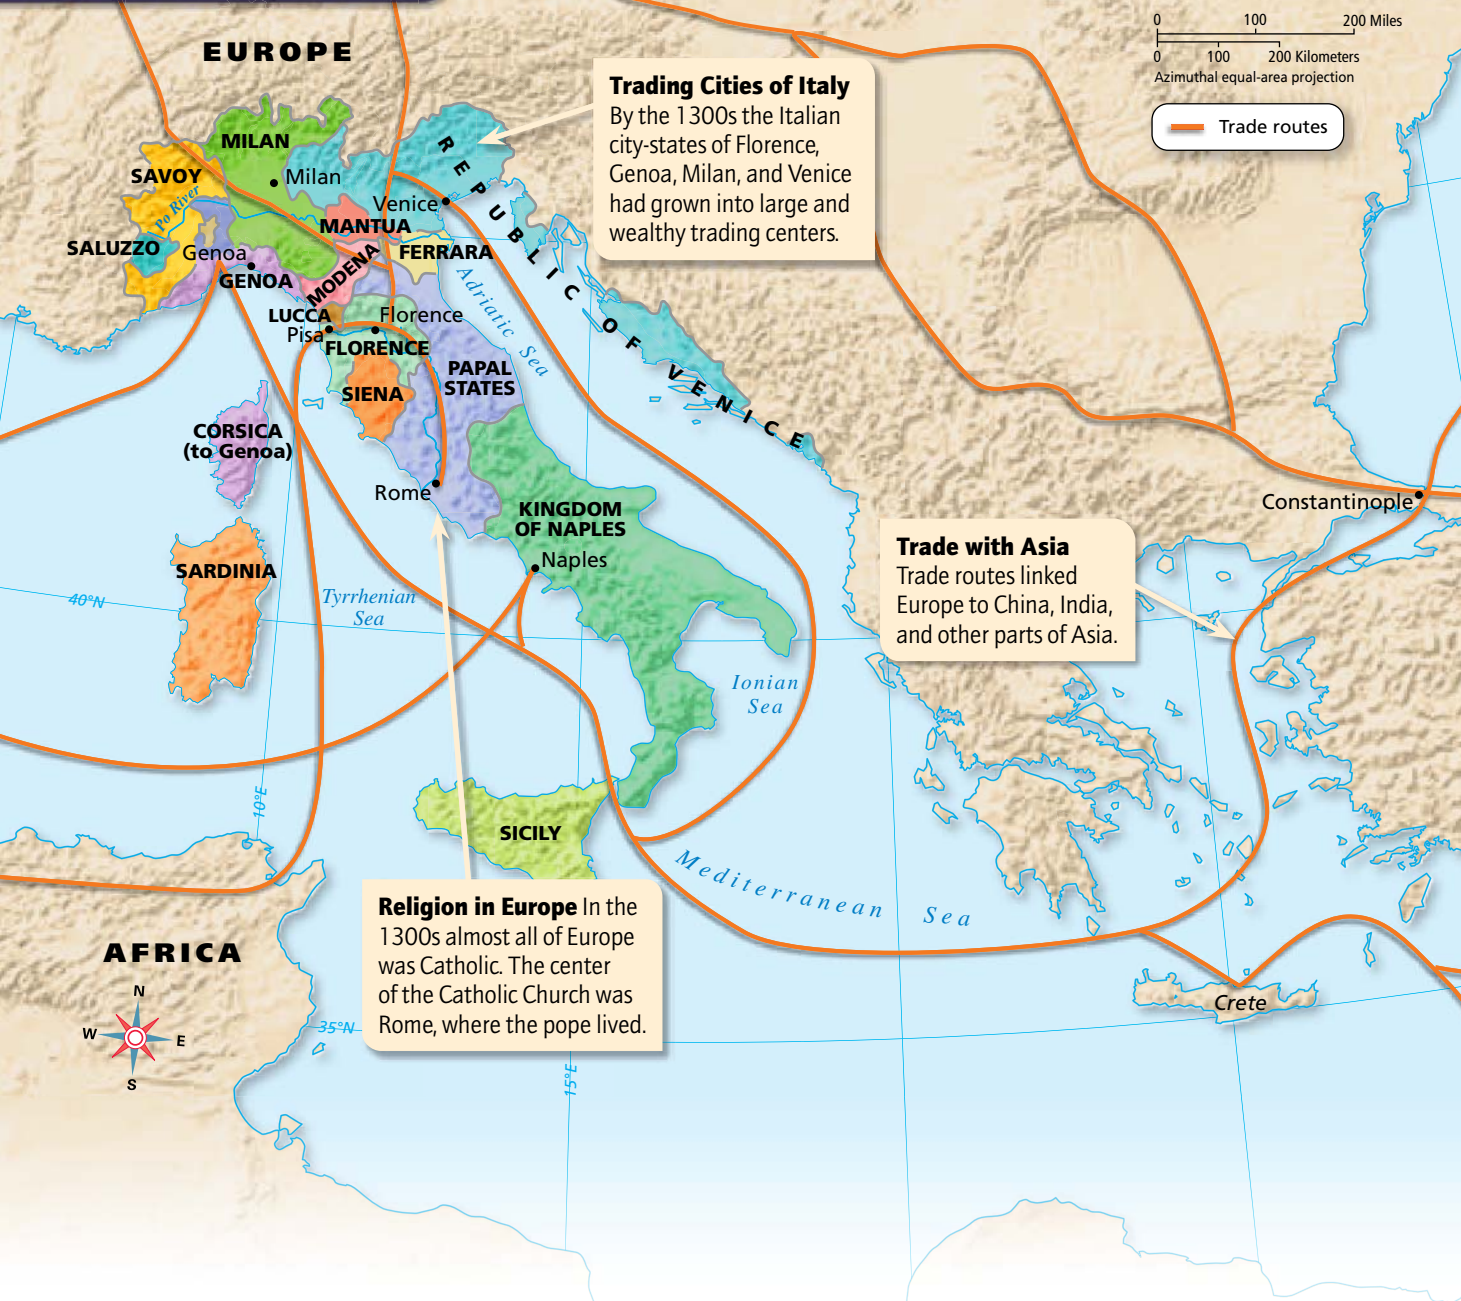 EUROPE
0 100 200 Miles
0 100 200 Kilometers
Azimuthal equal-area projection
Trade routes
Trading Cities of Italy
By the 1300s the Italian
city-states of Florence,
Genoa, Milan, and Venice
had grown into large and
wealthy trading centers.
MILAN
Milan
SAVOY
Po River
SALUZZO
Genoa
GENOA
Venice
MANTUA
FERRARA
MODENA
REPUBLIC OF VENICE
Adriatic Sea
LUCCA
Pisa
Florence
FLORENCE
SIENA
PAPAL
STATES
CORSICA
(to Genoa)
Rome
KINGDOM
OF NAPLES
Naples
Constantinople
SARDINIA
40°N
Tyrrhenian
Sea
Trade with Asia
Trade routes linked
Europe to China, India,
and other parts of Asia.
Ionian
Sea
10°E
SICILY
Mediterranean Sea
Religion in Europe In the
1300s almost all of Europe
was Catholic. The center
of the Catholic Church was
Rome, where the pope lived.
AFRICA
N
W E
S
35°N
15°E
Crete